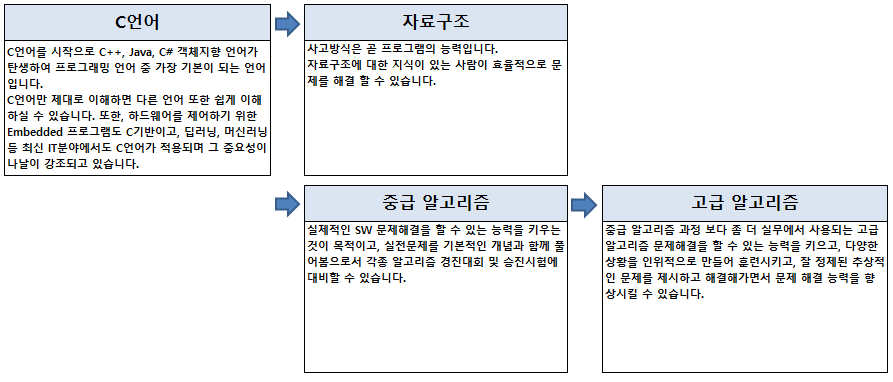 C언어
C언어를 시작으로 C++, Java, C# 객체지향 언어가
탄생하여 프로그래밍 언어 중 가장 기본이 되는 언어
입니다.
C언어만 제대로 이해하면 다른 언어 또한 쉽게 이해
하실 수 있습니다. 또한, 하드웨어를 제어하기 위한
Embedded 프로그램도 C기반이고, 딥러닝, 머신러닝
등 최신 IT분야에서도 C언어가 적용되며 그 중요성이
나날이 강조되고 있습니다.
자료구조
사고방식은 곧 프로그램의 능력입니다.
자료구조에 대한 지식이 있는 사람이 효율적으로 문
제를 해결 할 수 있습니다.
중급 알고리즘
실제적인 SW 문제해결을 할 수 있는 능력을 키우는
것이 목적이고, 실전문제를 기본적인 개념과 함께 풀
어봄으로서 각종 알고리즘 경진대회 및 승진시험에
대비할 수 있습니다.
고급 알고리즘
중급 알고리즘 과정 보다 좀 더 실무에서 사용되는 고급
알고리즘 문제해결을 할 수 있는 능력을 키으고, 다양한
상황을 인위적으로 만들어 훈련시키고, 잘 정제된 추상적
인 문제를 제시하고 해결해가면서 문제 해결 능력을 향
상시킬 수 있습니다.